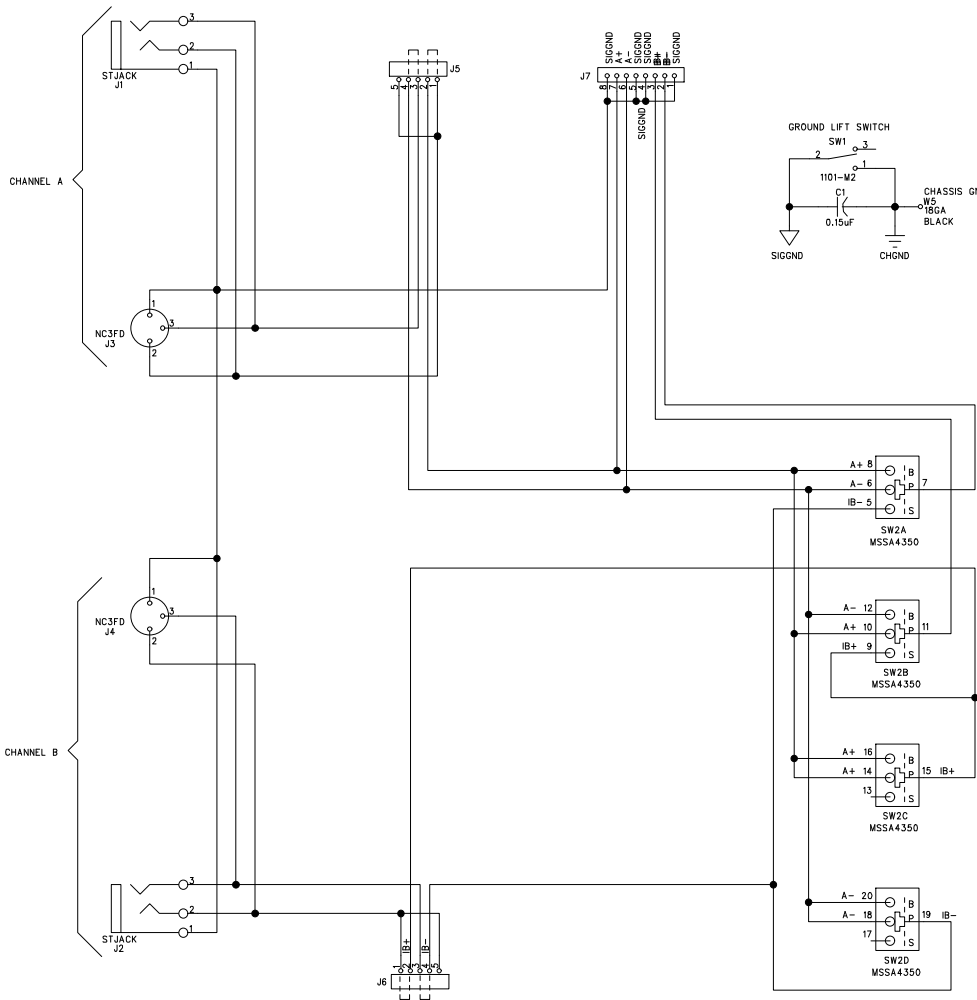 3
2
1
STJACK
J1
CHANNEL A
J5
5
4
3
2
1
SIGGND
A+
A-
SIGGND
SIGGND
B+
B-
SIGGND
J7
8
7
6
5
4
3
2
1
SIGGND
GROUND LIFT SWITCH
SW1
3
2
1
1101-M2
C1
0.15uF
CHASSIS G
W5
18GA
BLACK
SIGGND
CHGND
1
NC3FD
J3
3
2
A+ 8
B
A- 6
P
7
IB- 5
S
SW2A
MSSA4350
1
NC3FD
J4
3
2
A- 12
B
A+ 10
P
11
IB+ 9
S
SW2B
MSSA4350
CHANNEL B
A+ 16
B
A+ 14
P
15 IB+
13
S
SW2C
MSSA4350
3
2
1
STJACK
J2
A- 20
B
A- 18
P
19 IB-
17
S
SW2D
MSSA4350
IB+
IB-
1
2
3
4
5
J6